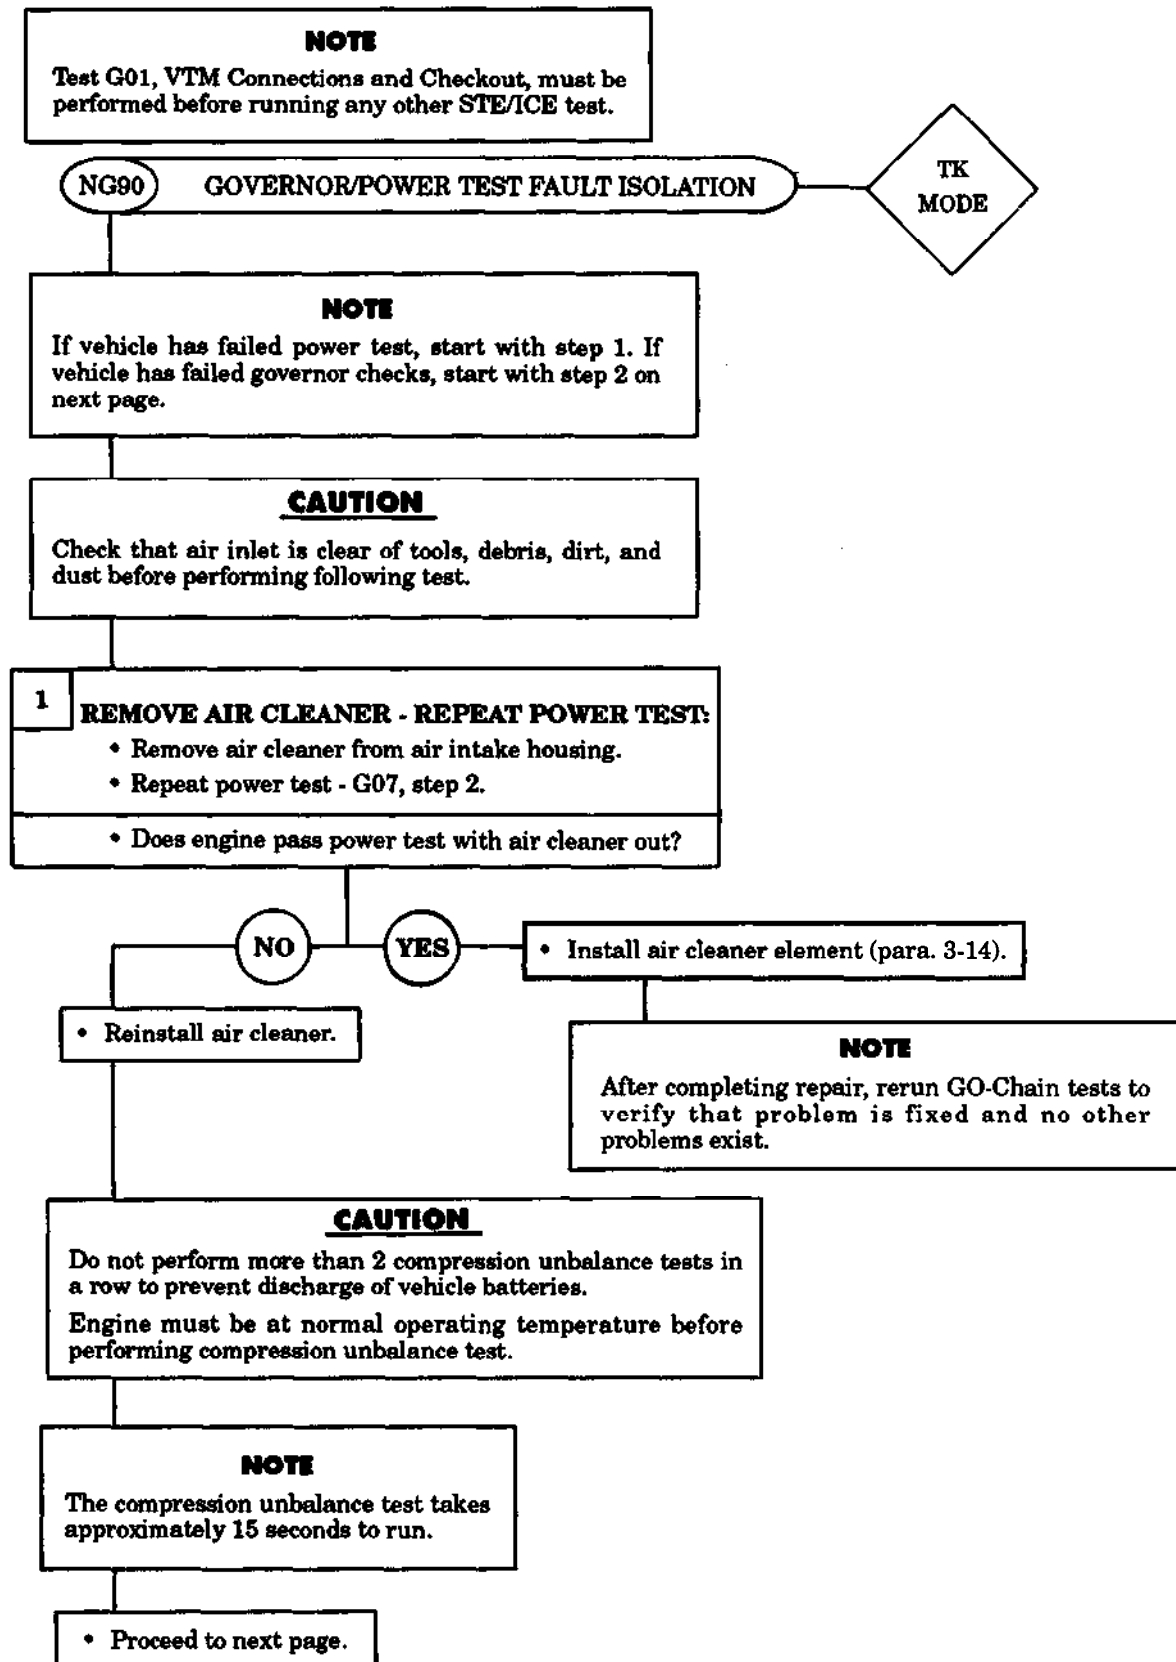 NOTE
Test G01, VTM Connections and Checkout, must be
performed before running any other STE/ICE test.
NG90 GOVERNOR/POWER TEST FAULT ISOLATION
TK
MODE
NOTE
If vehicle has failed power test, start with step 1. If
vehicle has failed governor checks, start with step 2 on
next page.
CAUTION
Check that air inlet is clear of tools, debris, dirt, and
dust before performing following test.
1
REMOVE AIR CLEANER - REPEAT POWER TEST:
• Remove air cleaner from air intake housing.
• Repeat power test - G07, step 2.
• Does engine pass power test with air cleaner out?
NO
YES
• Install air cleaner element (para. 3-14).
• Reinstall air cleaner.
NOTE
After completing repair, rerun GO-Chain tests to
verify that problem is fixed and no other
problems exist.
CAUTION
Do not perform more than 2 compression unbalance tests in
a row to prevent discharge of vehicle batteries.
Engine must be at normal operating temperature before
performing compression unbalance test.
NOTE
The compression unbalance test takes
approximately 15 seconds to run.
• Proceed to next page.